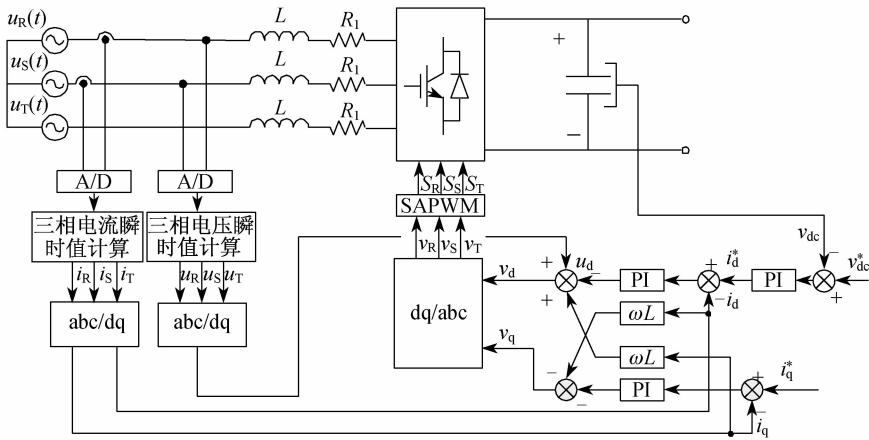 u_R(t)
L
R_1
u_S(t)
L
R_1
u_T(t)
L
R_1
+
−
A/D
A/D
S_R S_S S_T
SAPWM
三相电流瞬
时值计算
三相电压瞬
时值计算
v_R v_S v_T
v_dc
i_R i_S i_T
u_R u_S u_T
abc/dq
abc/dq
dq/abc
v_d
+
+
u_d
−
PI
i_d^*
+
−
i_d
PI
−
+
v_dc^*
ωL
ωL
v_q
−
−
PI
+
−
i_q^*
i_q